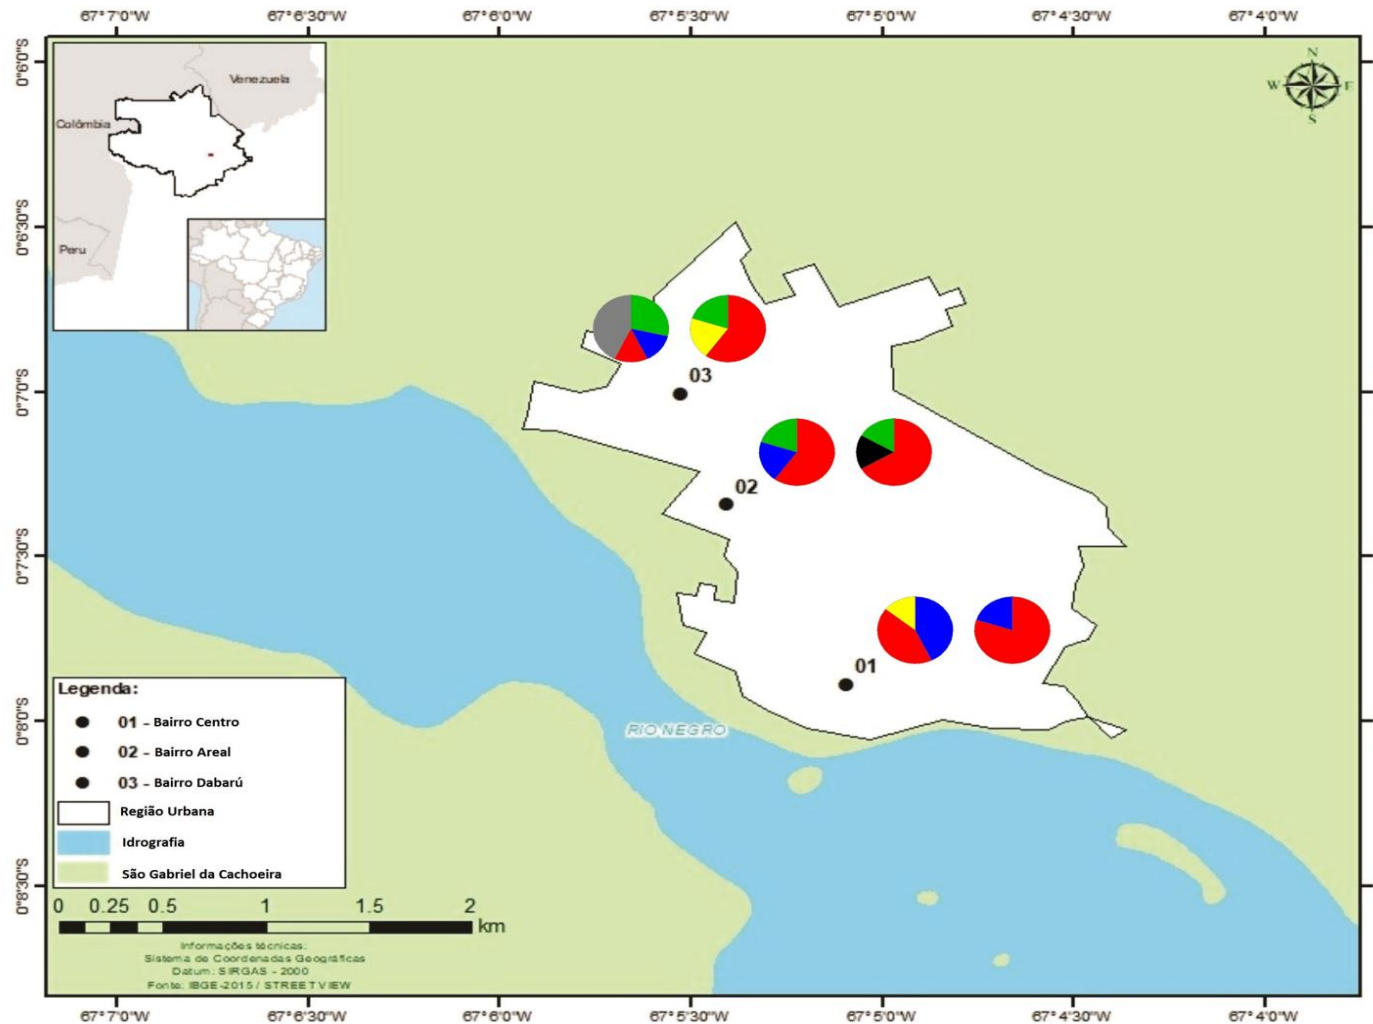 67°7'0"W 67°6'30"W 67°6'0"W 67°5'30"W 67°5'0"W 67°4'30"W 67°4'0"W
0°6'0"S
0°6'30"S
0°7'0"S
0°7'30"S
0°8'0"S
0°8'30"S
Venezuela
Colômbia
Peru
N
W E
S
03
02
01
RIO NEGRO
Legenda:
01 - Bairro Centro
02 - Bairro Areal
03 - Bairro Dabarú
Região Urbana
Idrografia
São Gabriel da Cachoeira
0 0.25 0.5 1 1.5 2
km
Informações técnicas:
Sistema de Coordenadas Geográficas
Datum: SIRGAS - 2000
Fonte: IBGE-2015 / STREET VIEW
67°7'0"W 67°6'30"W 67°6'0"W 67°5'30"W 67°5'0"W 67°4'30"W 67°4'0"W